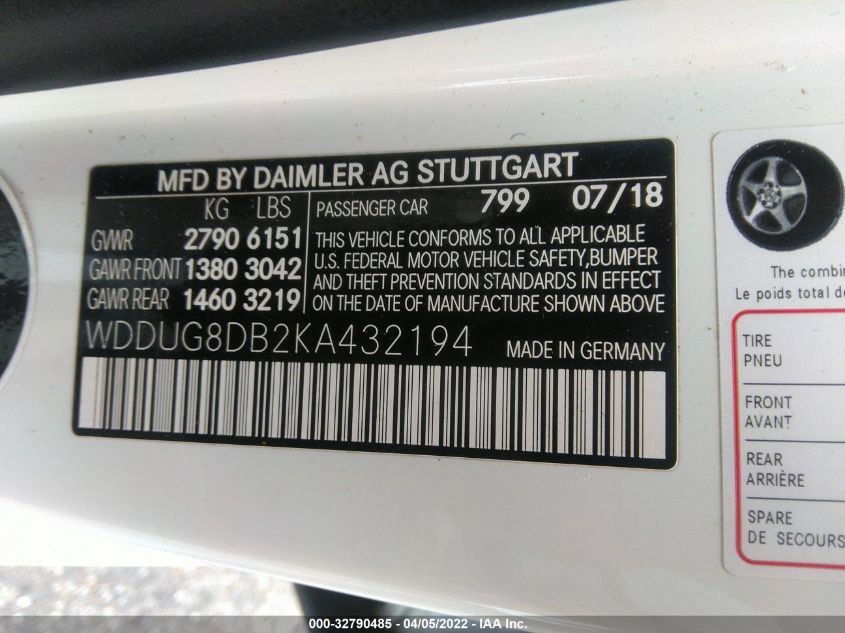 MFD BY DAIMLER AG STUTTGART
KG LBS
GVWR 2790 6151
GAWR FRONT 1380 3042
GAWR REAR 1460 3219
PASSENGER CAR 799 07/18
THIS VEHICLE CONFORMS TO ALL APPLICABLE
U.S. FEDERAL MOTOR VEHICLE SAFETY,BUMPER
AND THEFT PREVENTION STANDARDS IN EFFECT
ON THE DATE OF MANUFACTURE SHOWN ABOVE
WDDUG8DB2KA432194 MADE IN GERMANY
The combin
Le poids total de
TIRE
PNEU
FRONT
AVANT
REAR
ARRIÈRE
SPARE
DE SECOURS
000-32790485 - 04/05/2022 - IAA Inc.